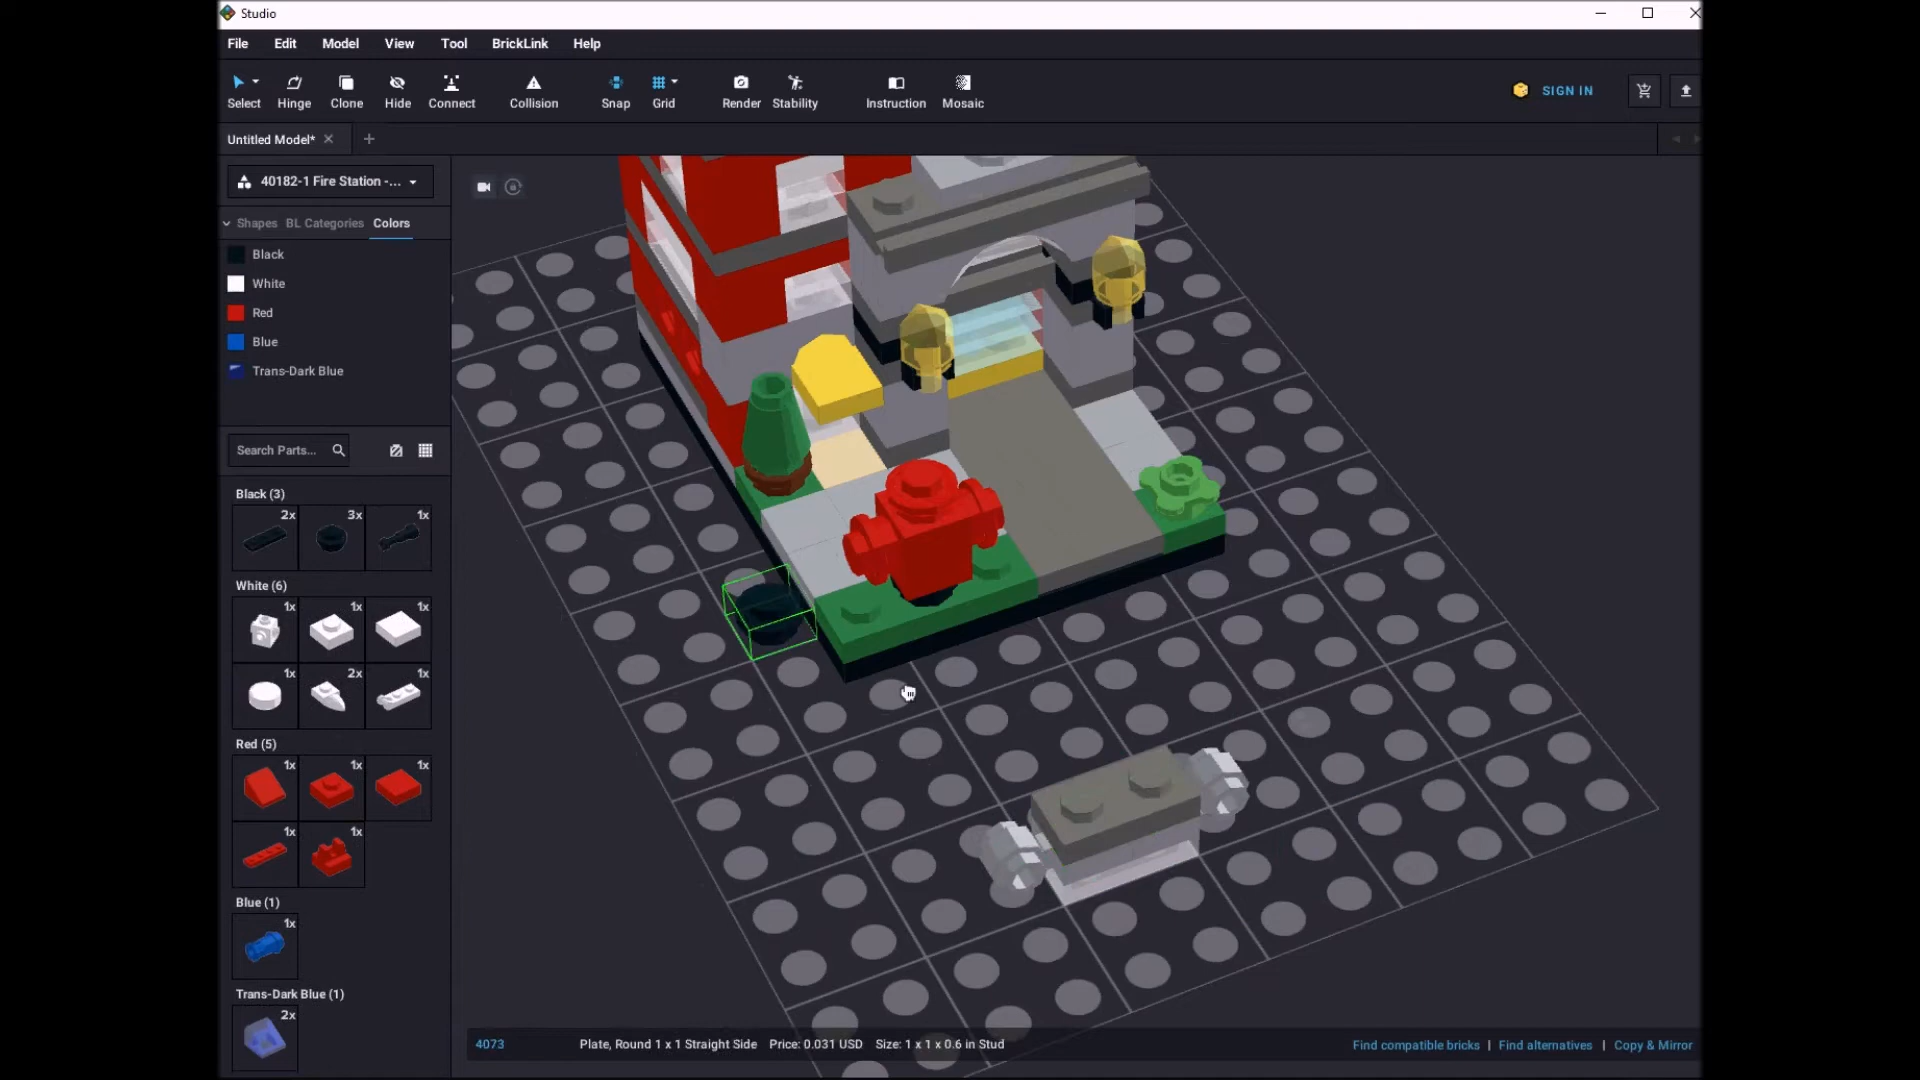 Studio
File Edit Model View Tool BrickLink Help
Select Hinge Clone Hide Connect Collision Snap Grid Render Stability Instruction Mosaic SIGN IN
Untitled Model*
40182-1 Fire Station -...
Shapes BL Categories Colors
Black
White
Red
Blue
Trans-Dark Blue
Search Parts...
Black (3)
2x 3x 1x
White (6)
1x 1x 1x
1x 2x 1x
Red (5)
1x 1x 1x
1x 1x
Blue (1)
1x
Trans-Dark Blue (1)
2x
4073 Plate, Round 1 x 1 Straight Side Price: 0.031 USD Size: 1 x 1 x 0.6 in Stud Find compatible bricks | Find alternatives | Copy & Mirror